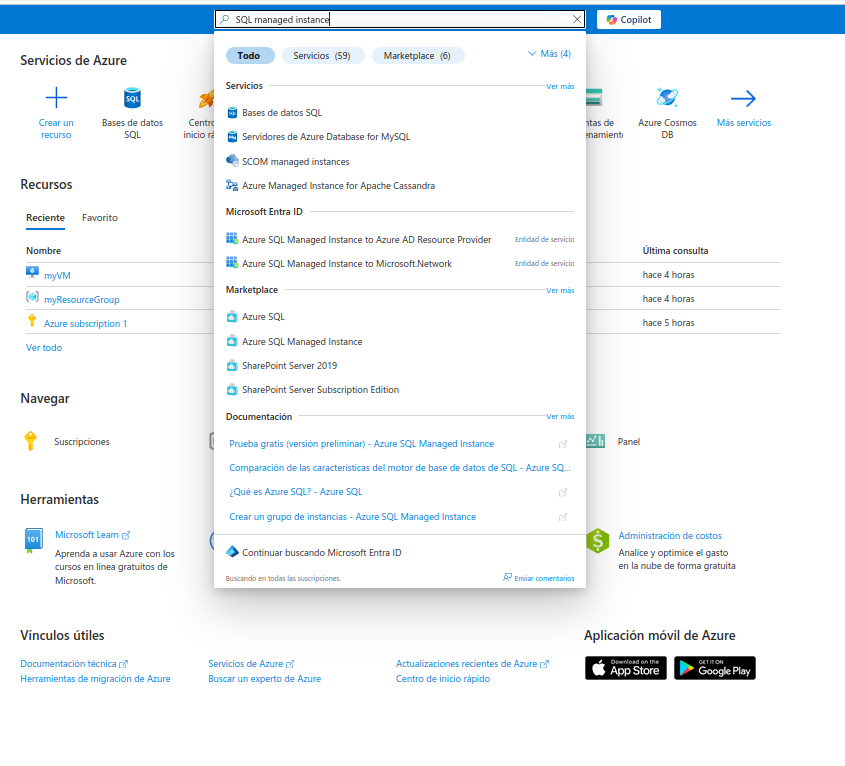 SQL managed instance
Copilot
Todo
Servicios (59)
Marketplace (6)
Más (4)
Servicios
Ver más
Bases de datos SQL
Servidores de Azure Database for MySQL
SCOM managed instances
Azure Managed Instance for Apache Cassandra
Microsoft Entra ID
Azure SQL Managed Instance to Azure AD Resource Provider
Entidad de servicio
Azure SQL Managed Instance to Microsoft.Network
Entidad de servicio
Marketplace
Ver más
Azure SQL
Azure SQL Managed Instance
SharePoint Server 2019
SharePoint Server Subscription Edition
Documentación
Ver más
Prueba gratis (versión preliminar) - Azure SQL Managed Instance
Comparación de las características del motor de base de datos de SQL - Azure SQ...
¿Qué es Azure SQL? - Azure SQL
Crear un grupo de instancias - Azure SQL Managed Instance
Continuar buscando Microsoft Entra ID
Buscando en todas las suscripciones.
Enviar comentarios
Servicios de Azure
Crear un
recurso
SQL
Bases de datos
SQL
Centro
inicio rá
tas de
enamiento
Azure Cosmos
DB
Más servicios
Recursos
Reciente
Favorito
Nombre
Última consulta
myVM
hace 4 horas
myResourceGroup
hace 4 horas
Azure subscription 1
hace 5 horas
Ver todo
Navegar
Suscripciones
Panel
Herramientas
101
Microsoft Learn
Aprenda a usar Azure con los
cursos en línea gratuitos de
Microsoft.
Administración de costos
Analice y optimice el gasto
en la nube de forma gratuita
Vínculos útiles
Documentación técnica
Servicios de Azure
Actualizaciones recientes de Azure
Herramientas de migración de Azure
Buscar un experto de Azure
Centro de inicio rápido
Aplicación móvil de Azure
Download on the
App Store
GET IT ON
Google Play